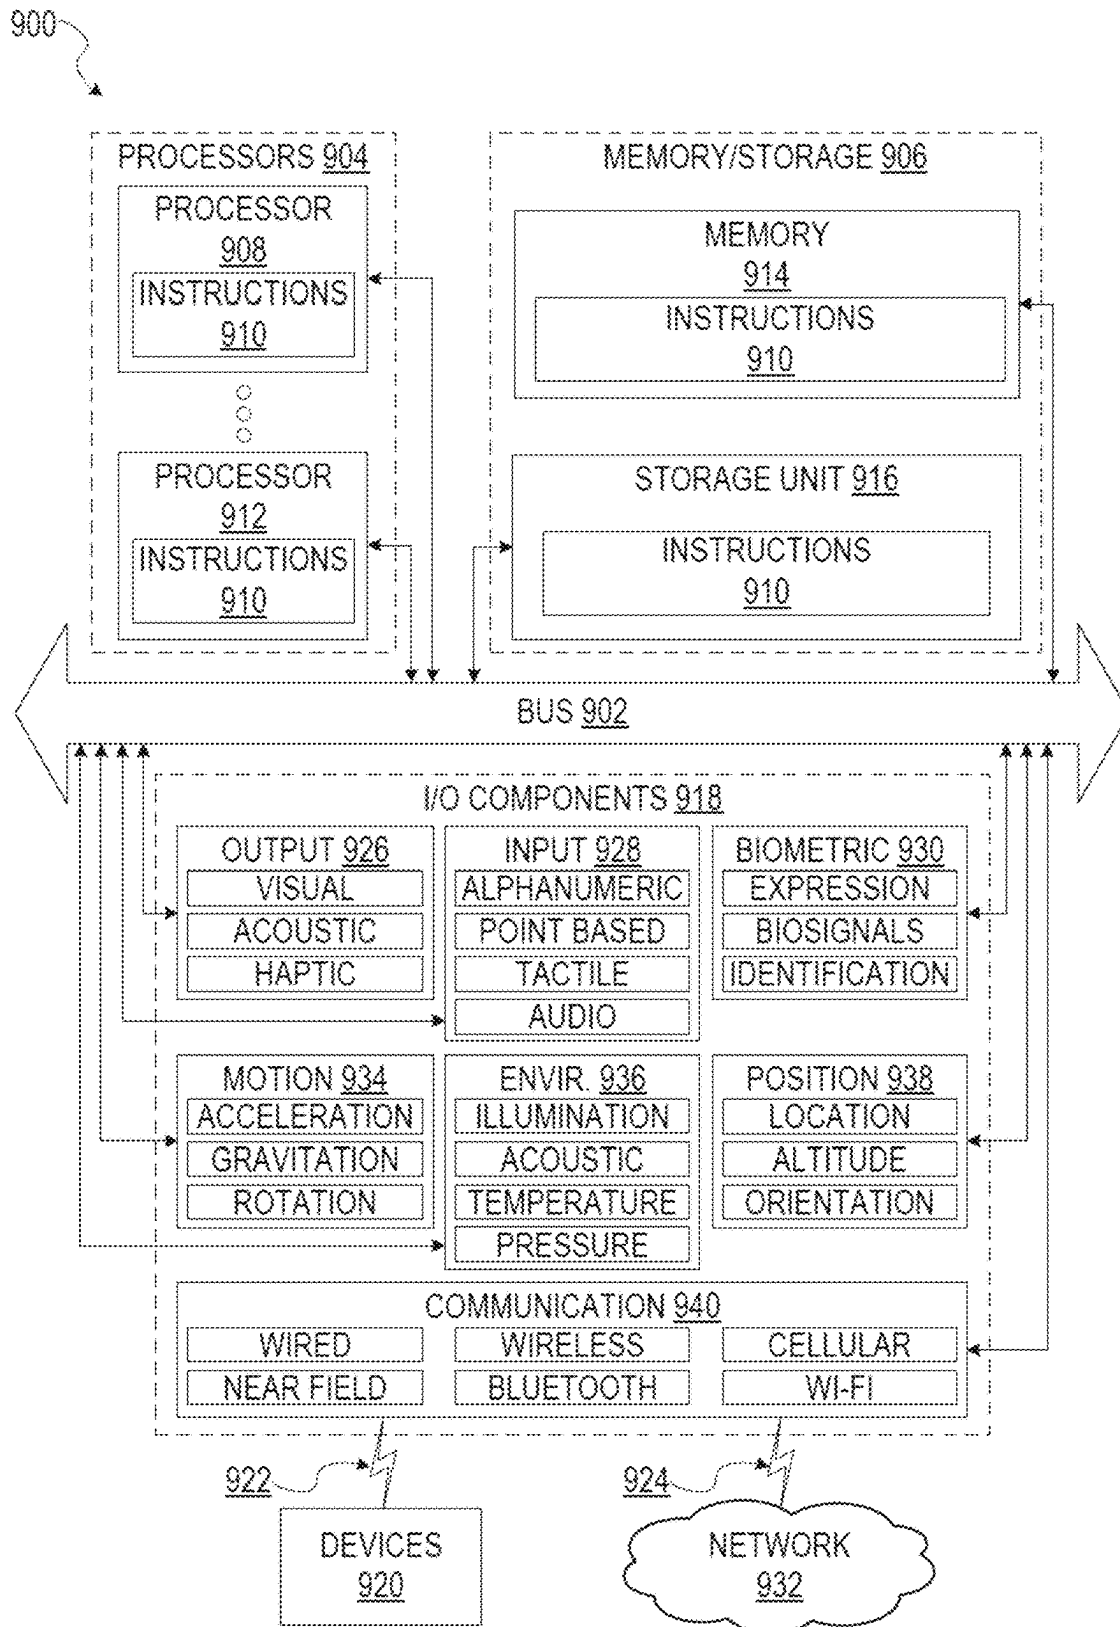 900
PROCESSORS 904
PROCESSOR
908
INSTRUCTIONS
910
PROCESSOR
912
INSTRUCTIONS
910
MEMORY/STORAGE 906
MEMORY
914
INSTRUCTIONS
910
STORAGE UNIT 916
INSTRUCTIONS
910
BUS 902
I/O COMPONENTS 918
OUTPUT 926
VISUAL
ACOUSTIC
HAPTIC
INPUT 928
ALPHANUMERIC
POINT BASED
TACTILE
AUDIO
BIOMETRIC 930
EXPRESSION
BIOSIGNALS
IDENTIFICATION
MOTION 934
ACCELERATION
GRAVITATION
ROTATION
ENVIR. 936
ILLUMINATION
ACOUSTIC
TEMPERATURE
PRESSURE
POSITION 938
LOCATION
ALTITUDE
ORIENTATION
COMMUNICATION 940
WIRED
WIRELESS
CELLULAR
NEAR FIELD
BLUETOOTH
WI-FI
922
924
DEVICES
920
NETWORK
932